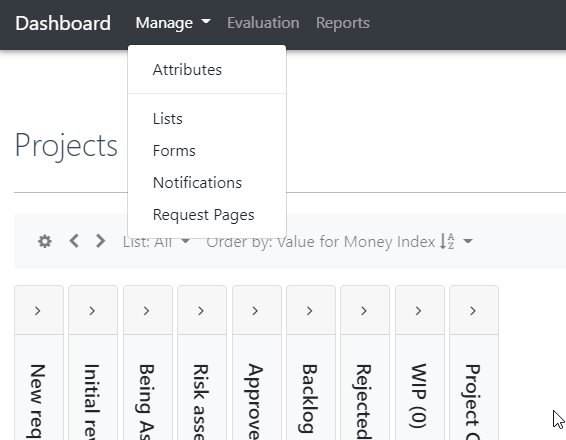 Dashboard Manage Evaluation Reports
Attributes
Lists
Forms
Notifications
Request Pages
Projects
List: All Order by: Value for Money Index
New req
Initial re
Being As
Risk asse
Approve
Backlog
Rejected
WIP (0)
Project C